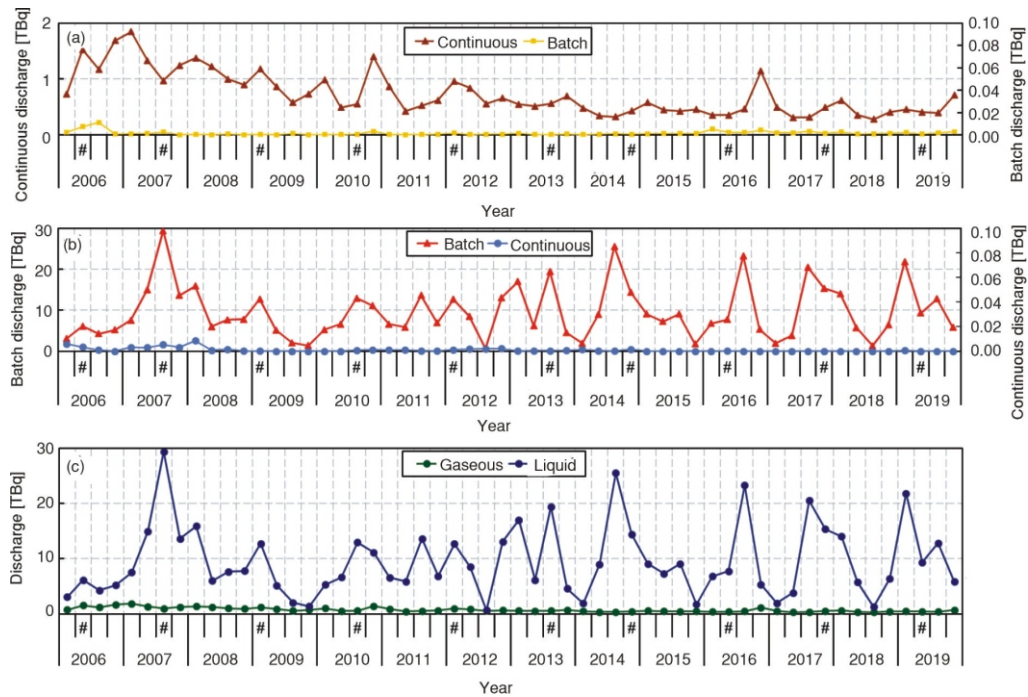 (a)
Continuous Batch
Continuous discharge [TBq]
2
1
0
Batch discharge [TBq]
0.10
0.08
0.06
0.04
0.02
0.00
# # # # # # # # # #
2006 2007 2008 2009 2010 2011 2012 2013 2014 2015 2016 2017 2018 2019
Year
(b)
Batch Continuous
Batch discharge [TBq]
30
20
10
0
Continuous discharge [TBq]
0.10
0.08
0.06
0.04
0.02
0.00
# # # # # # # # # #
2006 2007 2008 2009 2010 2011 2012 2013 2014 2015 2016 2017 2018 2019
Year
(c)
Gaseous Liquid
Discharge [TBq]
30
20
10
0
# # # # # # # # # #
2006 2007 2008 2009 2010 2011 2012 2013 2014 2015 2016 2017 2018 2019
Year